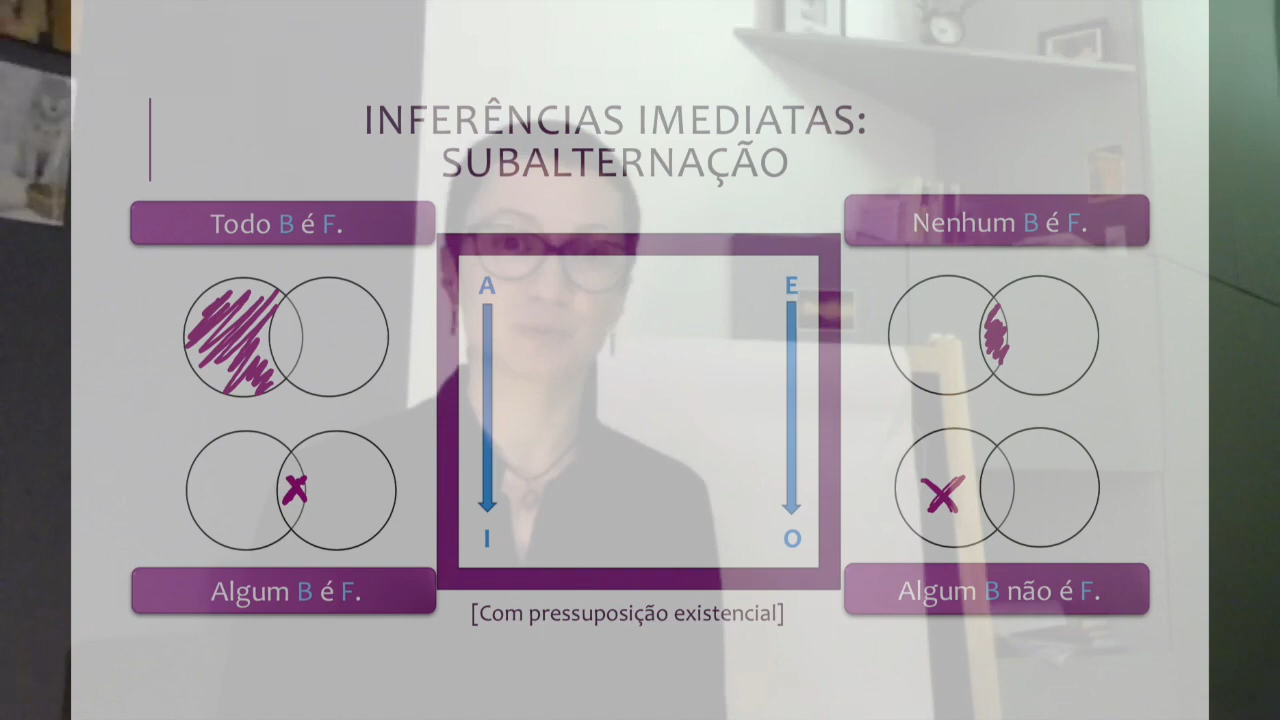 INFERÊNCIAS IMEDIATAS:
SUBALTERNAÇÃO
Todo B é F.
Nenhum B é F.
A
E
I
O
Algum B é F.
Algum B não é F.
[Com pressuposição existencial]